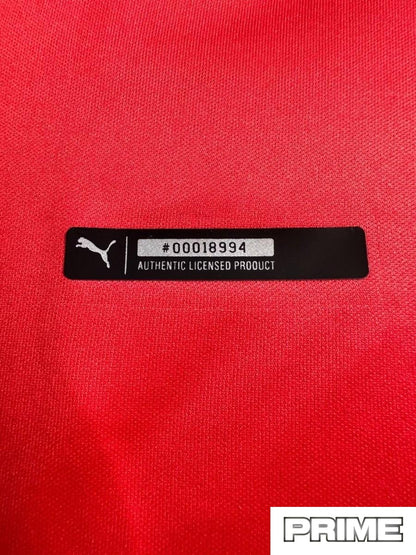 #00018994
AUTHENTIC LICENSED PRODUCT
PRIME